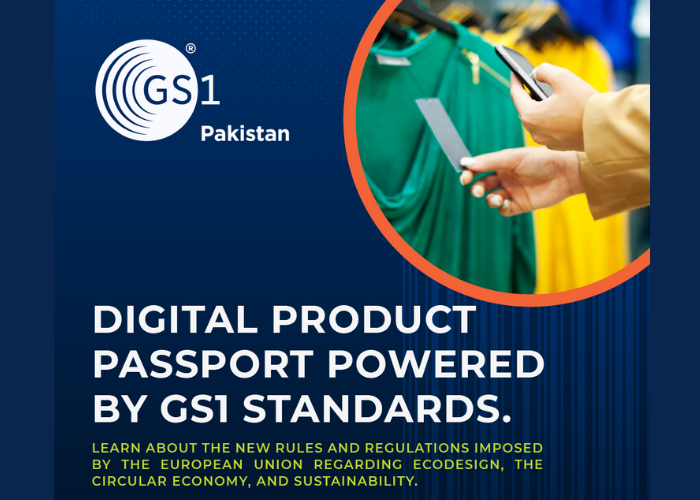 GS1®
Pakistan
DIGITAL PRODUCT
PASSPORT POWERED
BY GS1 STANDARDS.
LEARN ABOUT THE NEW RULES AND REGULATIONS IMPOSED
BY THE EUROPEAN UNION REGARDING ECODESIGN, THE
CIRCULAR ECONOMY, AND SUSTAINABILITY.